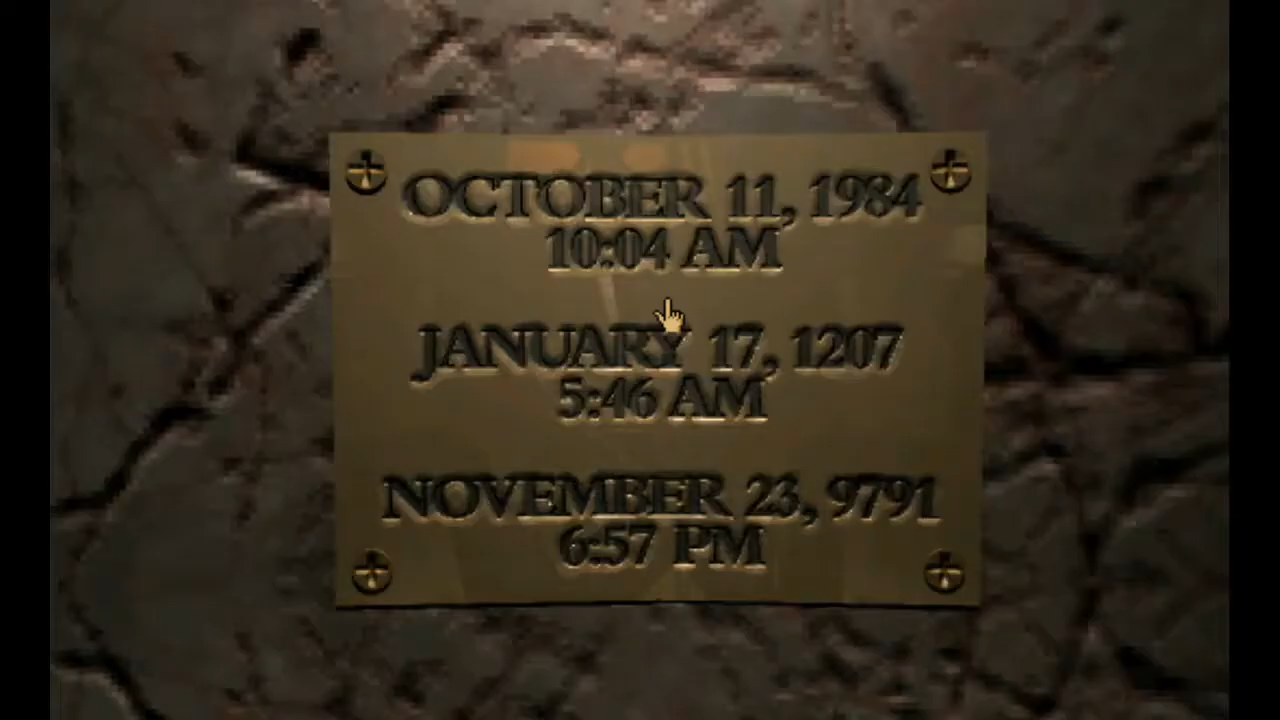 OCTOBER 11, 1984
10:04 AM
JANUARY 17, 1207
5:46 AM
NOVEMBER 23, 9791
6:57 PM